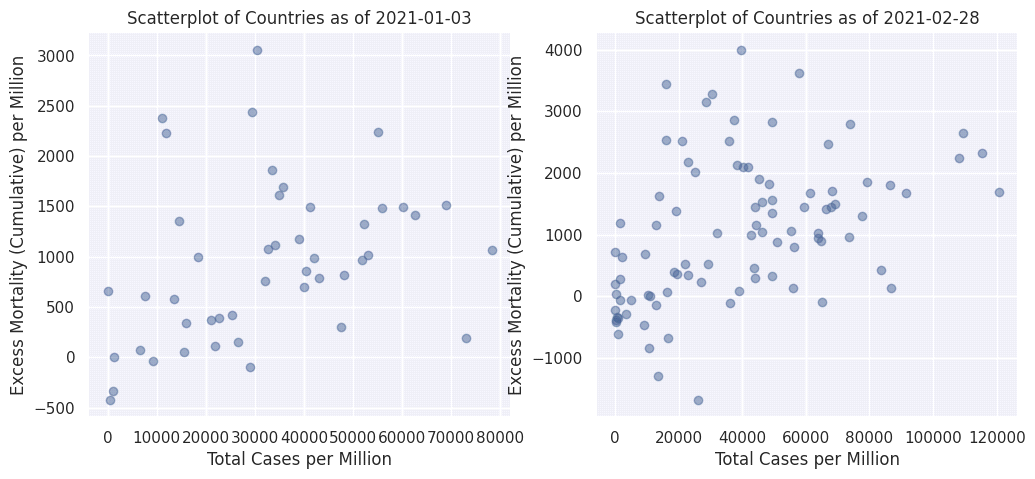 Scatterplot of Countries as of 2021-01-03
Excess Mortality (Cumulative) per Million
3000
2500
2000
1500
1000
500
0
−500
0 10000 20000 30000 40000 50000 60000 70000 80000
Total Cases per Million
Scatterplot of Countries as of 2021-02-28
Excess Mortality (Cumulative) per Million
4000
3000
2000
1000
0
−1000
0 20000 40000 60000 80000 100000 120000
Total Cases per Million